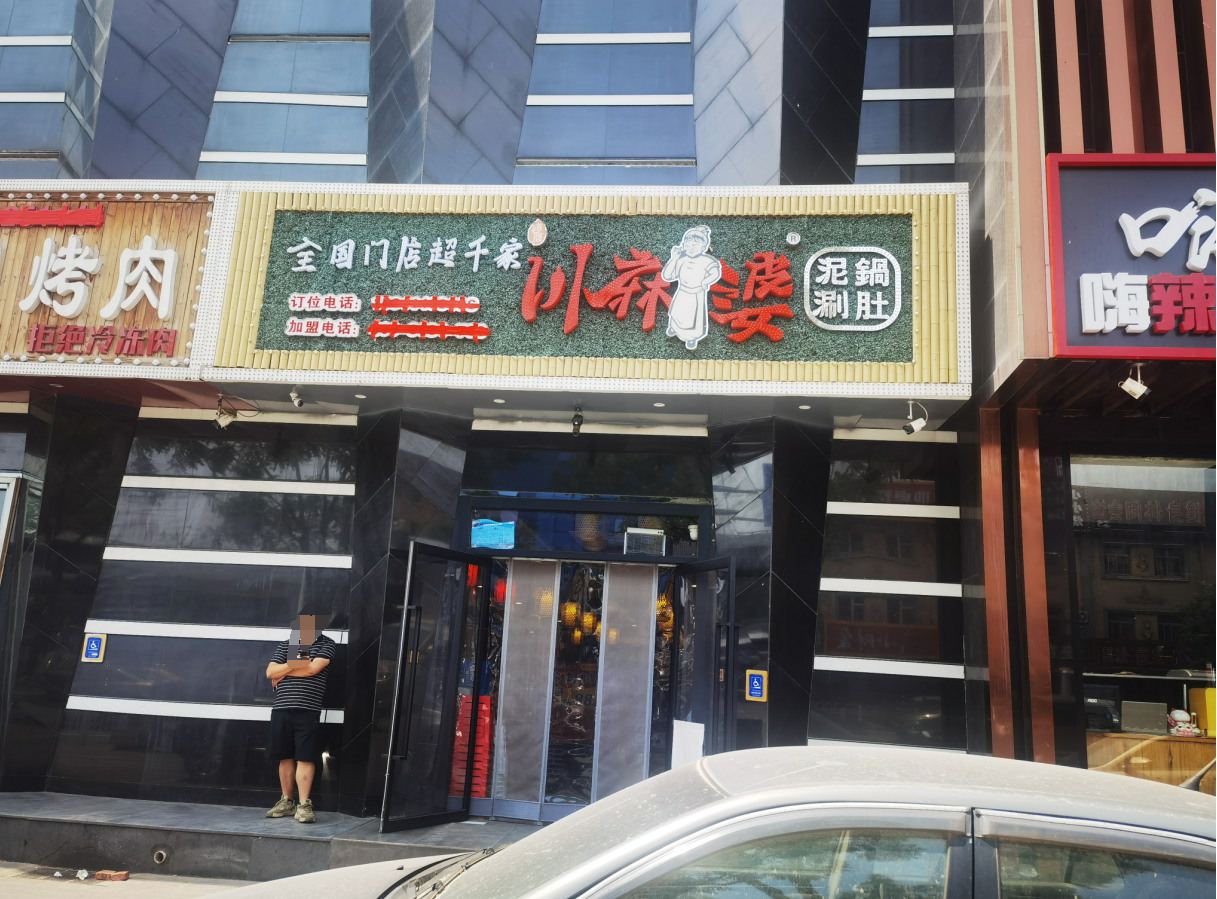 烤肉
拒绝冷冻肉
全国门店超千家
订位电话:
加盟电话:
川麻婆
®
泥鍋
涮肚
嗨辣